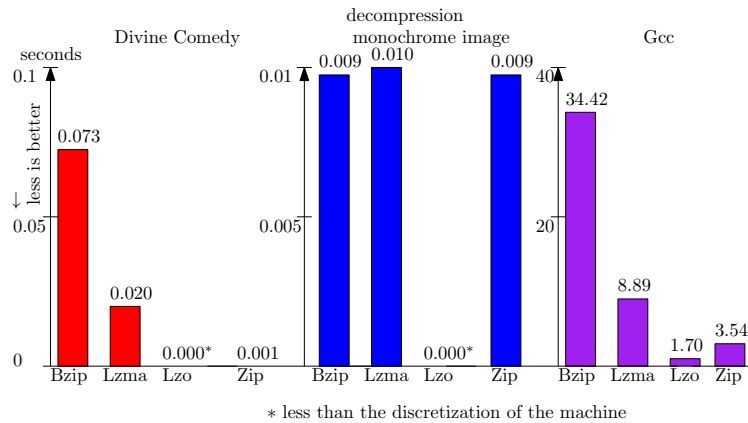 decompression
Divine Comedy
monochrome image
Gcc
seconds
← less is better
0.1
0.05
0
0.073
0.020
0.000*
0.001
Bzip Lzma Lzo Zip
0.01
0.005
0.009
0.010
0.000*
0.009
Bzip Lzma Lzo Zip
40
20
34.42
8.89
1.70
3.54
Bzip Lzma Lzo Zip
* less than the discretization of the machine